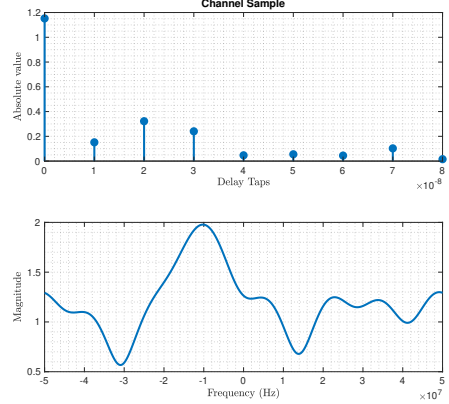 Channel Sample
1.2
1
0.8
0.6
0.4
0.2
0
Absolute value
0 1 2 3 4 5 6 7 8
Delay Taps
×10⁻⁸
2
1.5
1
0.5
Magnitude
-5 -4 -3 -2 -1 0 1 2 3 4 5
Frequency (Hz)
×10⁷